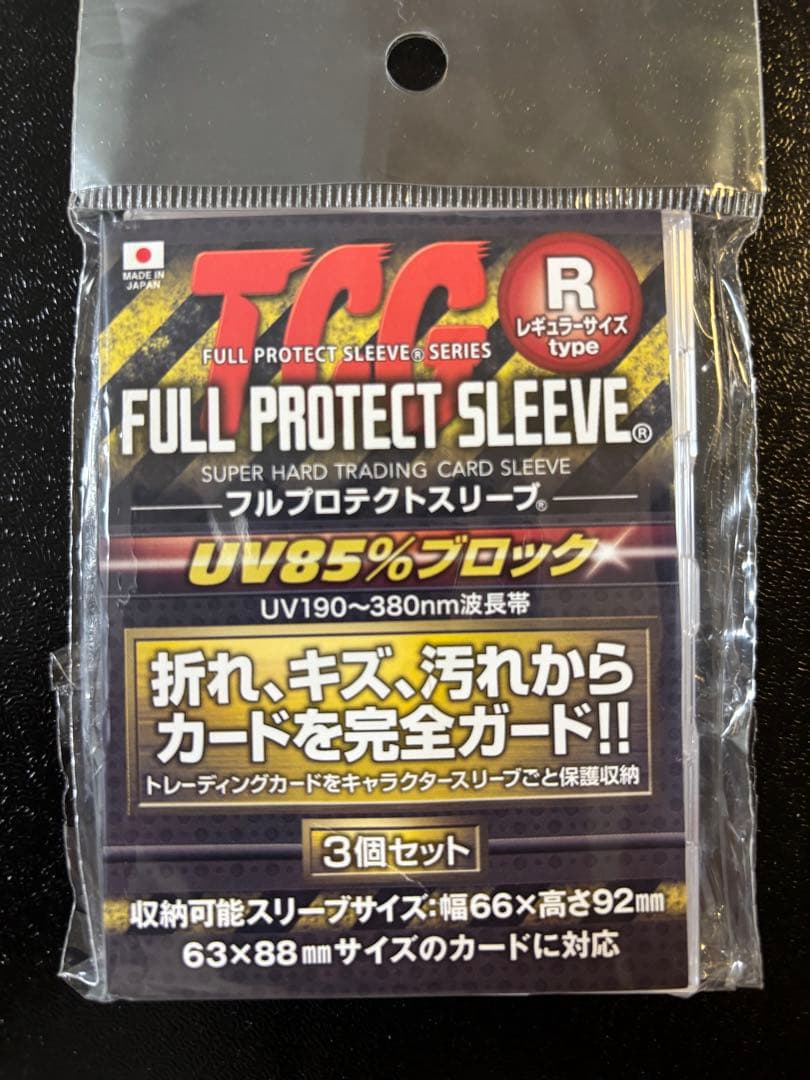 MADE IN
JAPAN
TCG
R
レギュラーサイズ
type
FULL PROTECT SLEEVE® SERIES
FULL PROTECT SLEEVE®
SUPER HARD TRADING CARD SLEEVE
フルプロテクトスリーブ®
UV85%ブロック
UV190～380nm波長帯
折れ、キズ、汚れから
カードを完全ガード!!
トレーディングカードをキャラクタースリーブごと保護収納
3個セット
収納可能スリーブサイズ:幅66×高さ92㎜
63×88㎜サイズのカードに対応